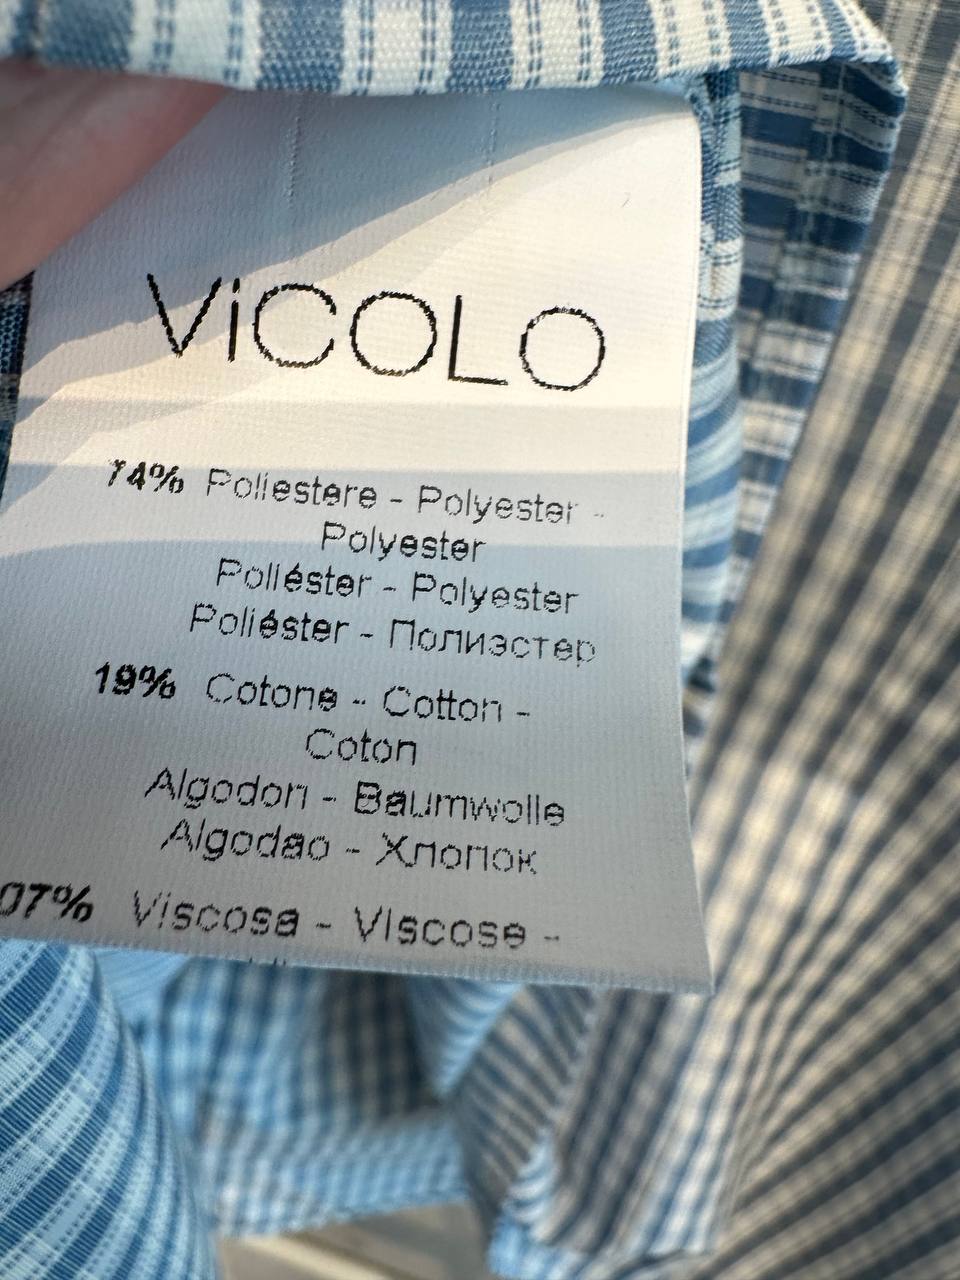 ViCOLO
74% Poliestere - Polyester -
Polyester
Poliéster - Polyester
Poliéster - Полиэстер
19% Cotone - Cotton -
Coton
Algodon - Baumwolle
Algodao - Хлопок
07% Viscosa - Viscose -